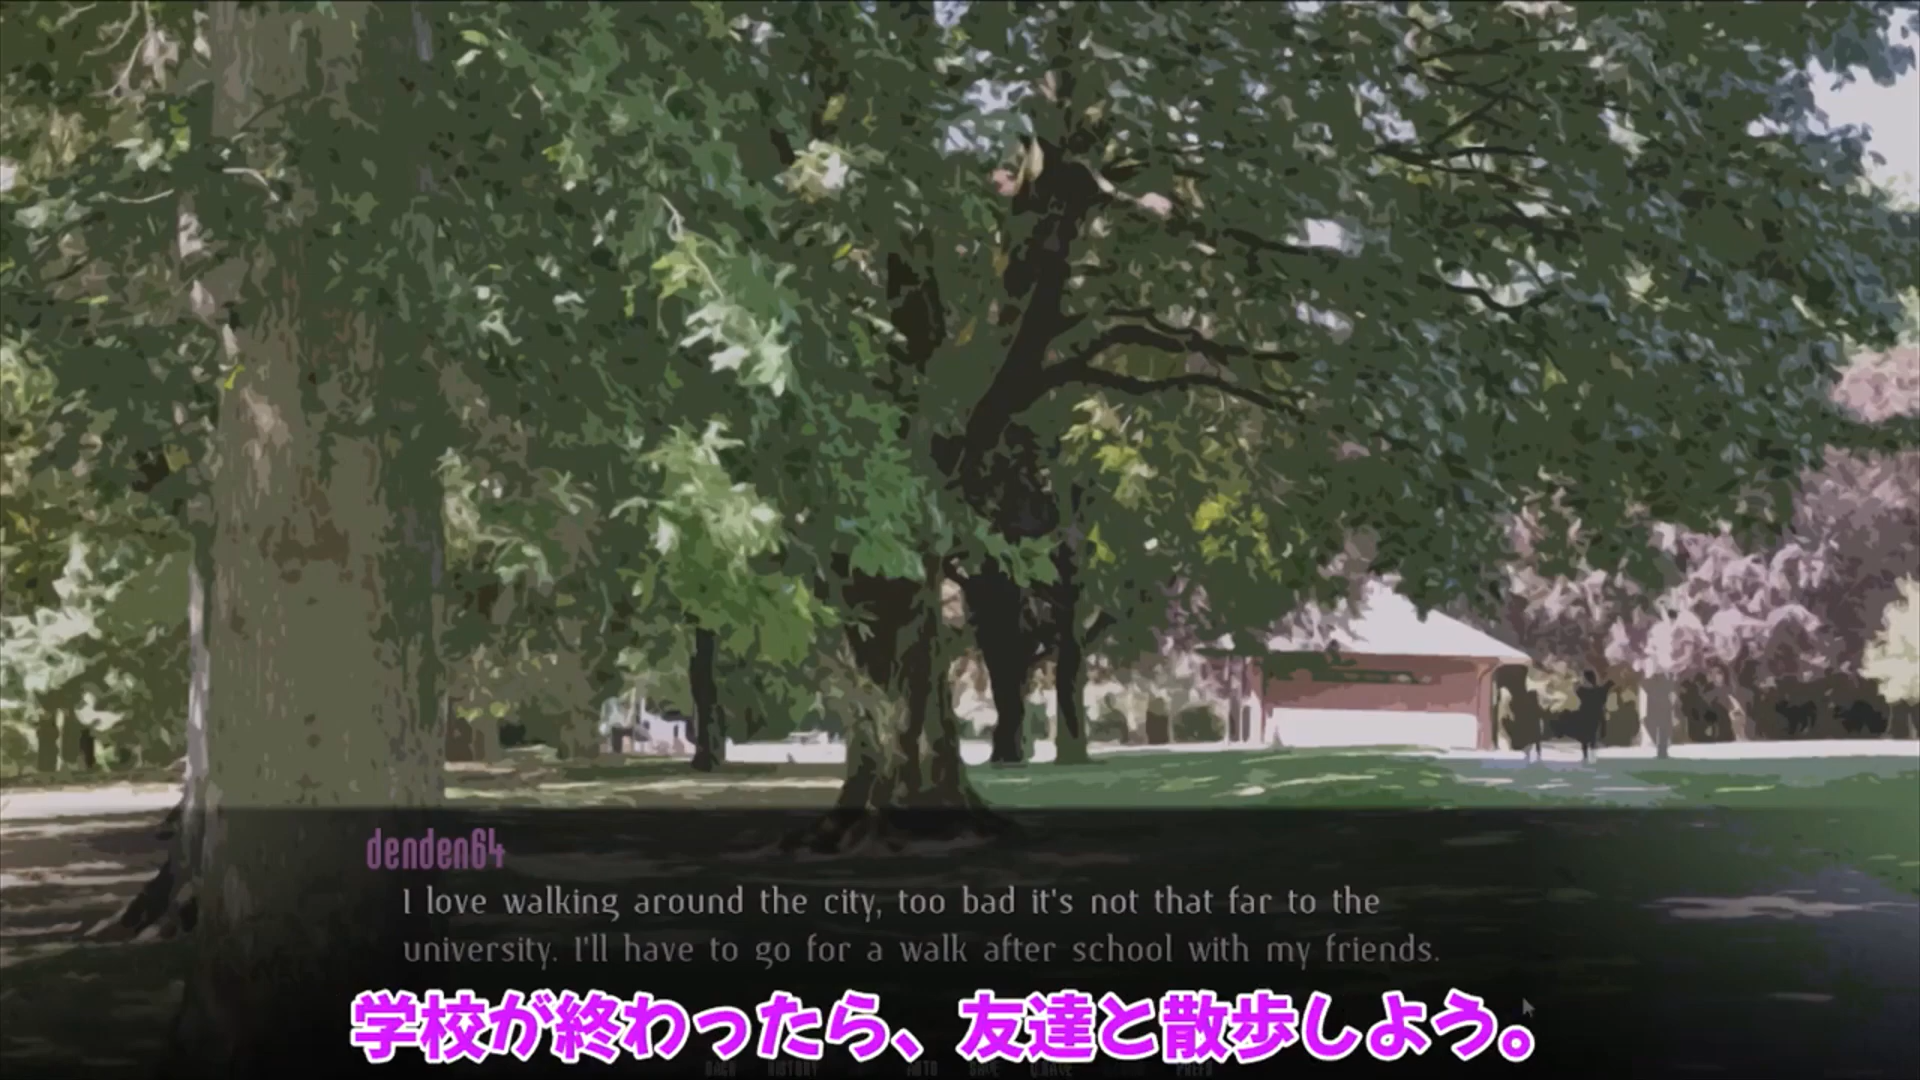 denden64
I love walking around the city, too bad it's not that far to the
university. I'll have to go for a walk after school with my friends.
学校が終わったら、友達と散歩しよう。